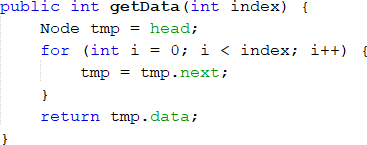 public int getData(int index) {
    Node tmp = head;
    for (int i = 0; i < index; i++) {
        tmp = tmp.next;
    }
    return tmp.data;
}